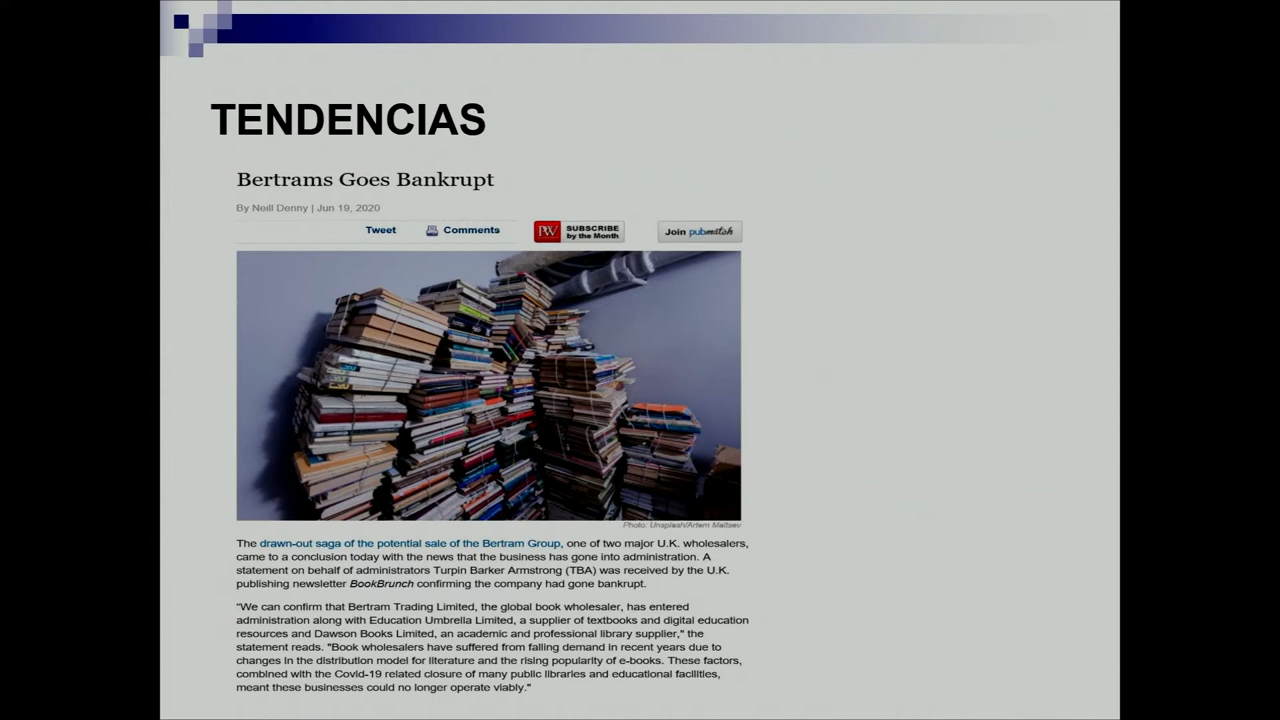 TENDENCIAS
Bertrams Goes Bankrupt
By Neill Denny | Jun 19, 2020
Tweet Comments PW SUBSCRIBE by the Month Join pubmatch
Photo: Unsplash/Artem Maltsev
The drawn-out saga of the potential sale of the Bertram Group, one of two major U.K. wholesalers,
came to a conclusion today with the news that the business has gone into administration. A
statement on behalf of administrators Turpin Barker Armstrong (TBA) was received by the U.K.
publishing newsletter BookBrunch confirming the company had gone bankrupt.
“We can confirm that Bertram Trading Limited, the global book wholesaler, has entered
administration along with Education Umbrella Limited, a supplier of textbooks and digital education
resources and Dawson Books Limited, an academic and professional library supplier," the
statement reads. "Book wholesalers have suffered from falling demand in recent years due to
changes in the distribution model for literature and the rising popularity of e-books. These factors,
combined with the Covid-19 related closure of many public libraries and educational facilities,
meant these businesses could no longer operate viably."